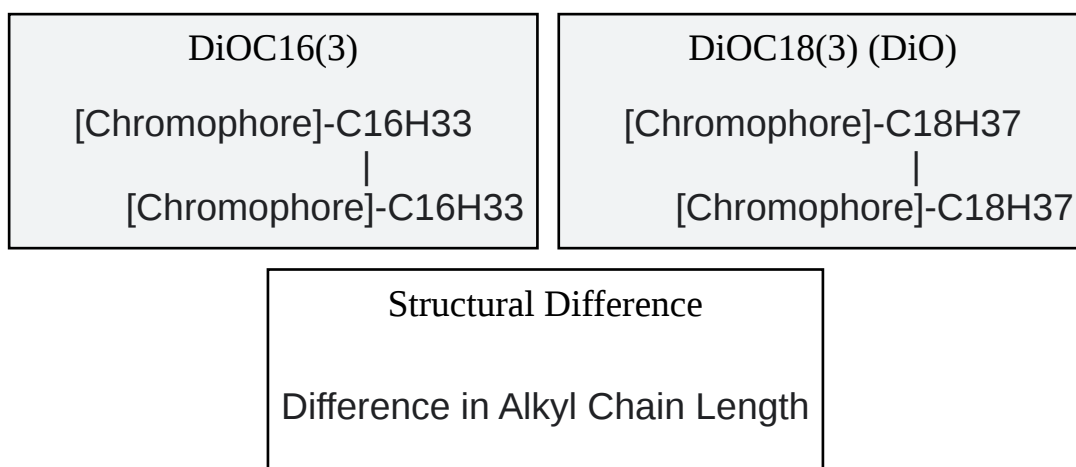 DiOC16(3)
[Chromophore]-C16H33
|
[Chromophore]-C16H33
DiOC18(3) (DiO)
[Chromophore]-C18H37
|
[Chromophore]-C18H37
Structural Difference
Difference in Alkyl Chain Length